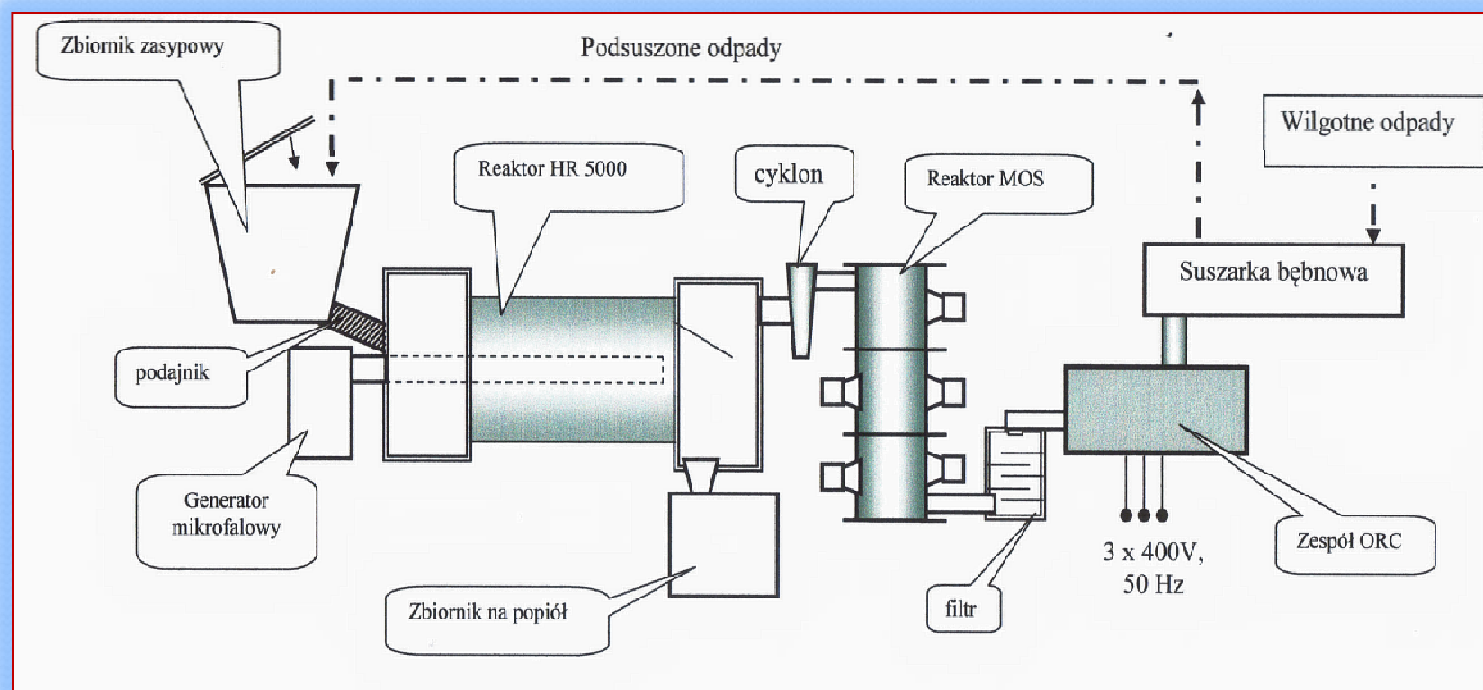 Zbiornik zasypowy
Podsuszone odpady
Wilgotne odpady
Reaktor HR 5000
cyklon
Reaktor MOS
Suszarka bębnowa
podajnik
Generator
mikrofalowy
Zbiornik na popiół
filtr
3 x 400V,
50 Hz
Zespół ORC